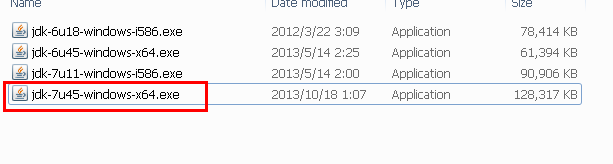 Name Date modified Type Size
jdk-6u18-windows-i586.exe 2012/3/22 3:09 Application 78,414 KB
jdk-6u45-windows-x64.exe 2013/5/14 2:25 Application 61,394 KB
jdk-7u11-windows-i586.exe 2013/5/14 2:00 Application 90,906 KB
jdk-7u45-windows-x64.exe 2013/10/18 1:07 Application 128,317 KB